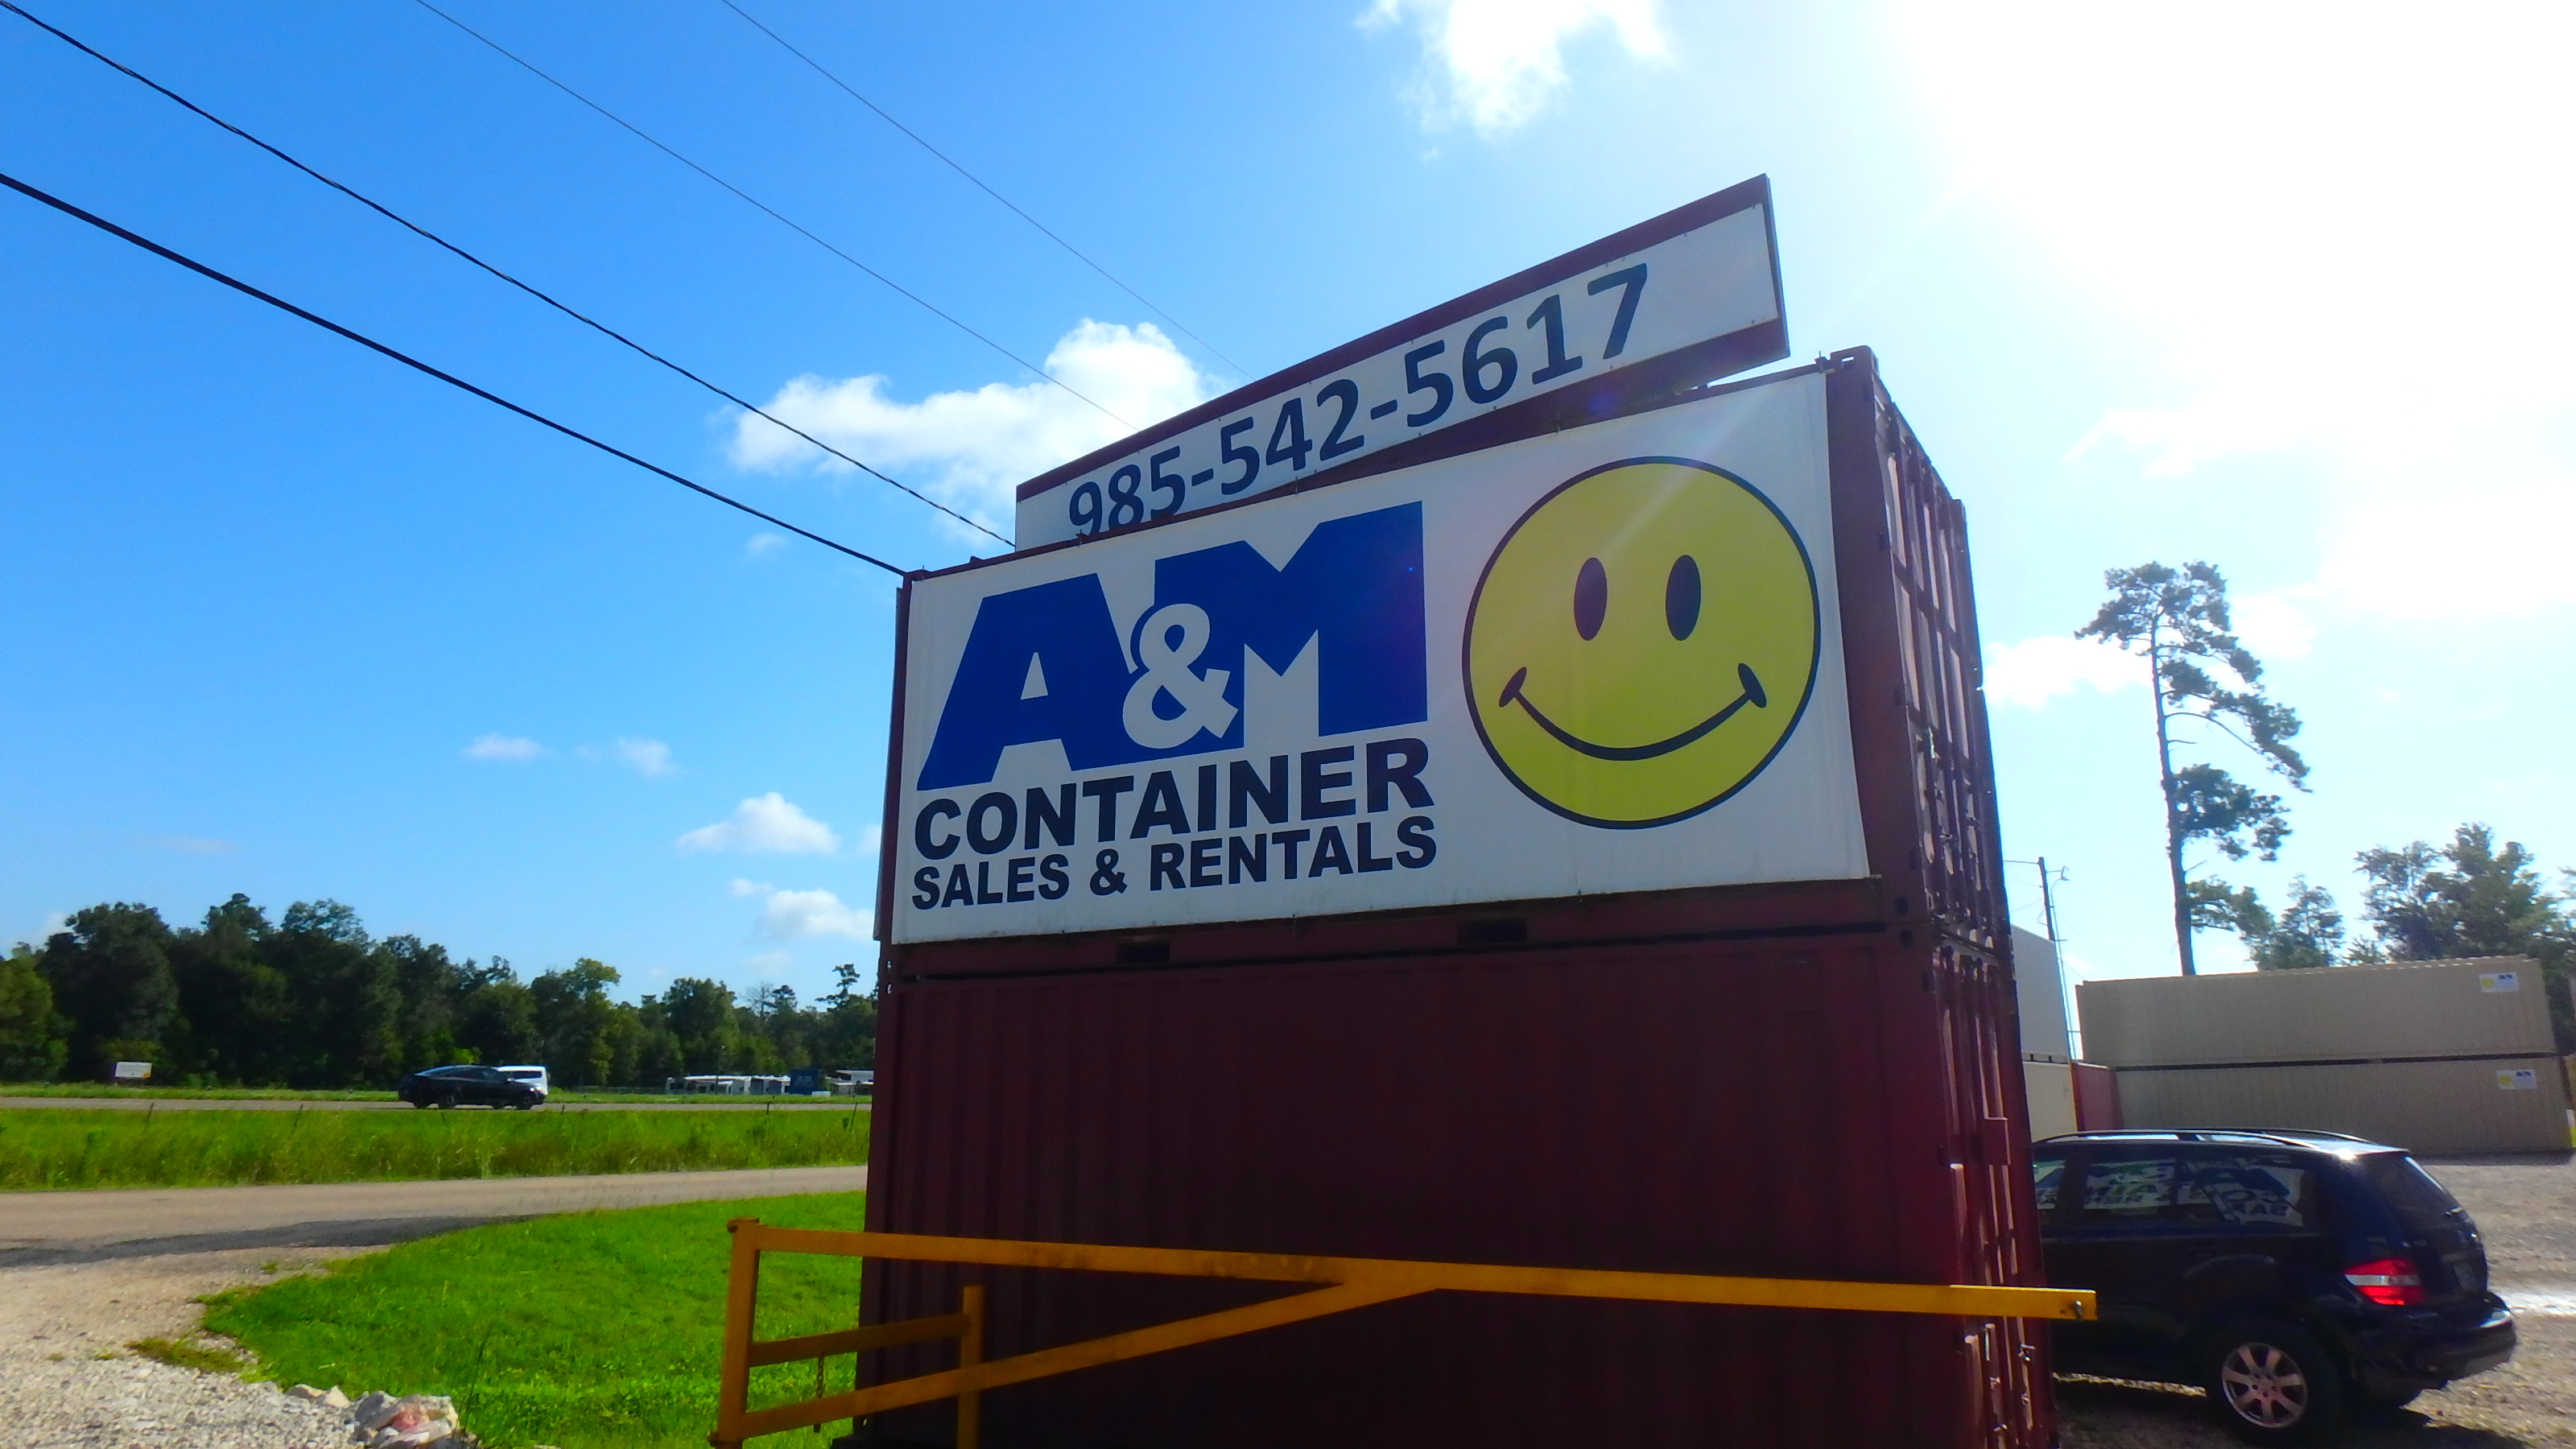 985-542-5617
A&M
CONTAINER
SALES & RENTALS